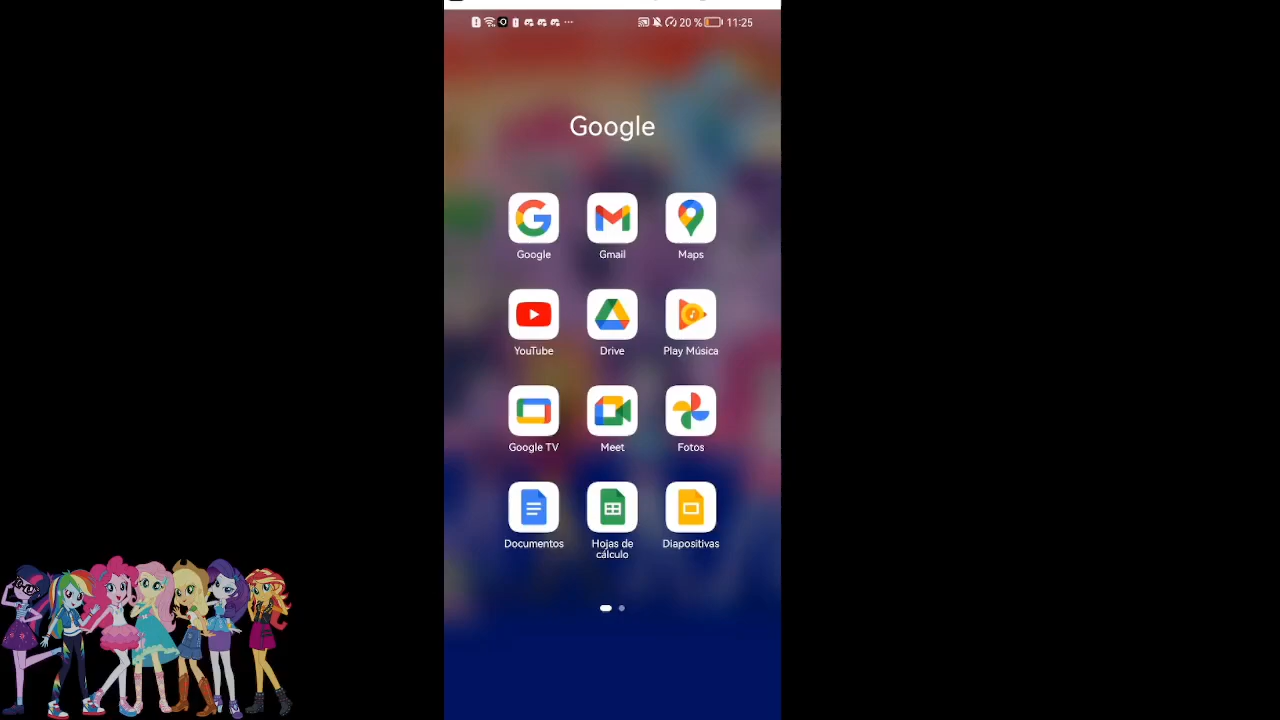 20 % 11:25
Google
Google Gmail Maps
YouTube Drive Play Música
Google TV Meet Fotos
Documentos Hojas de cálculo Diapositivas